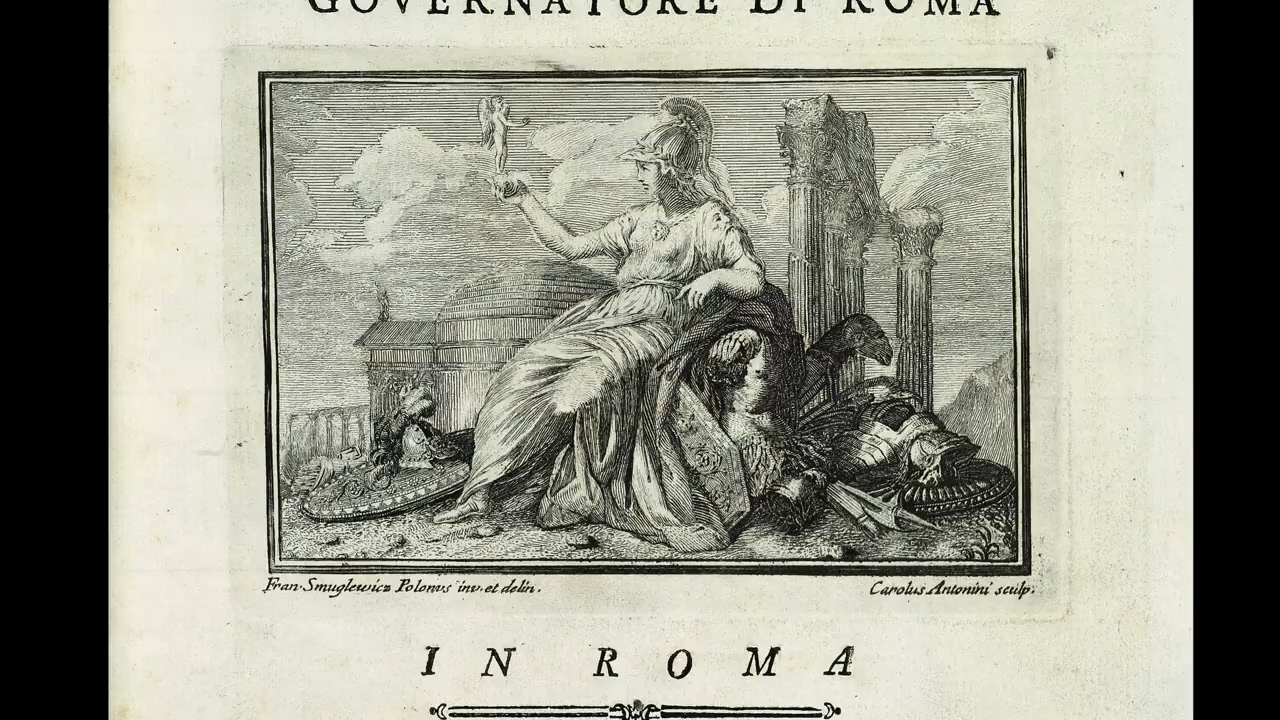 GOVERNATORE DI ROMA
Fran. Smuglewicz Polonus inv. et delin.
Carolus Antonini sculp.
IN ROMA